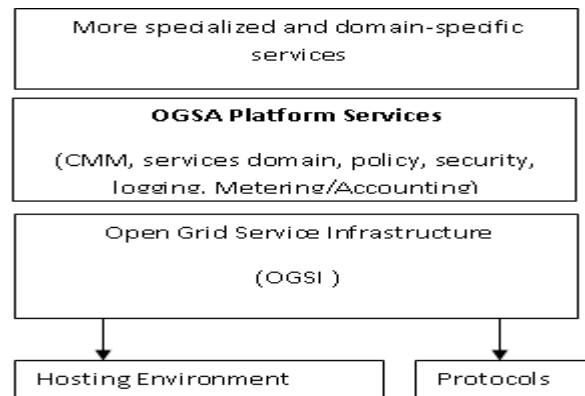 More specialized and domain-specific
services
OGSA Platform Services
(CMM, services domain, policy, security,
logging. Metering/Accounting)
Open Grid Service Infrastructure
(OGSI )
Hosting Environment
Protocols